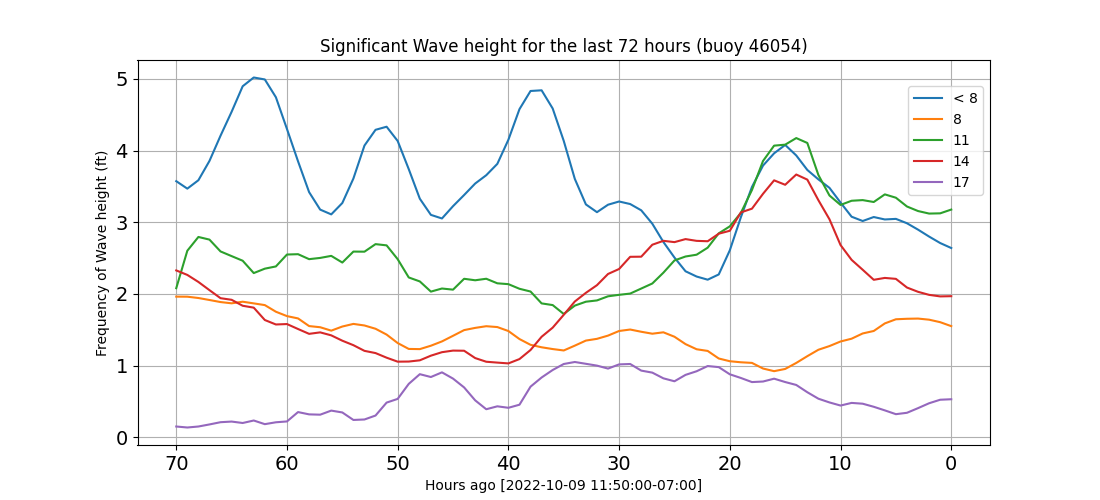 Significant Wave height for the last 72 hours (buoy 46054)
Frequency of Wave height (ft)
5
4
3
2
1
0
< 8
8
11
14
17
70 60 50 40 30 20 10 0
Hours ago [2022-10-09 11:50:00-07:00]